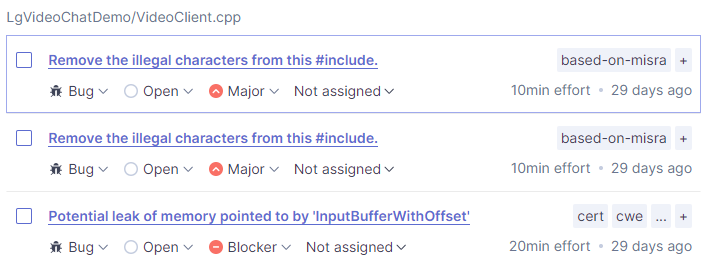 LgVideoChatDemo/VideoClient.cpp
Remove the illegal characters from this #include. based-on-misra +
Bug Open Major Not assigned 10min effort • 29 days ago
Remove the illegal characters from this #include. based-on-misra +
Bug Open Major Not assigned 10min effort • 29 days ago
Potential leak of memory pointed to by 'InputBufferWithOffset' cert cwe ... +
Bug Open Blocker Not assigned 20min effort • 29 days ago